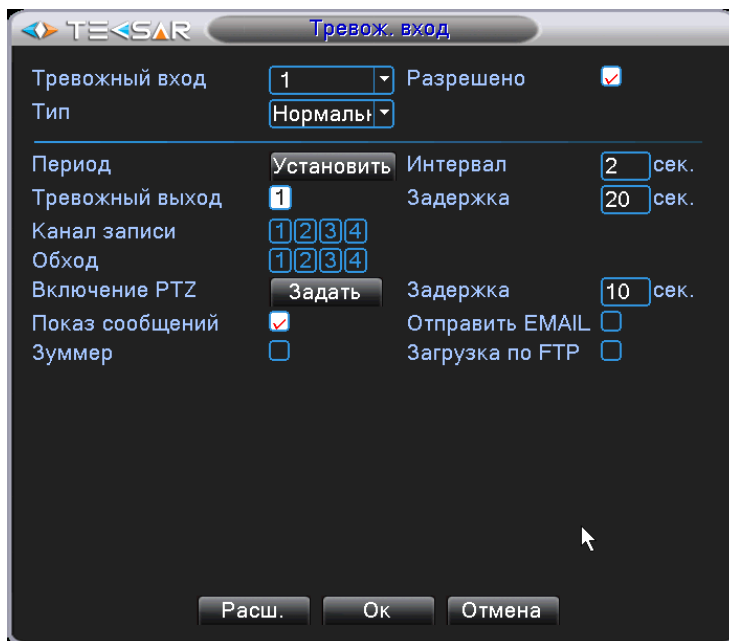 TEKSAR Тревож. вход
Тревожный вход 1 Разрешено
Тип Нормальн
Период Установить Интервал 2 сек.
Тревожный выход 1 Задержка 20 сек.
Канал записи 1 2 3 4
Обход 1 2 3 4
Включение PTZ Задать Задержка 10 сек.
Показ сообщений Отправить EMAIL
Зуммер Загрузка по FTP
Расш. Ок Отмена